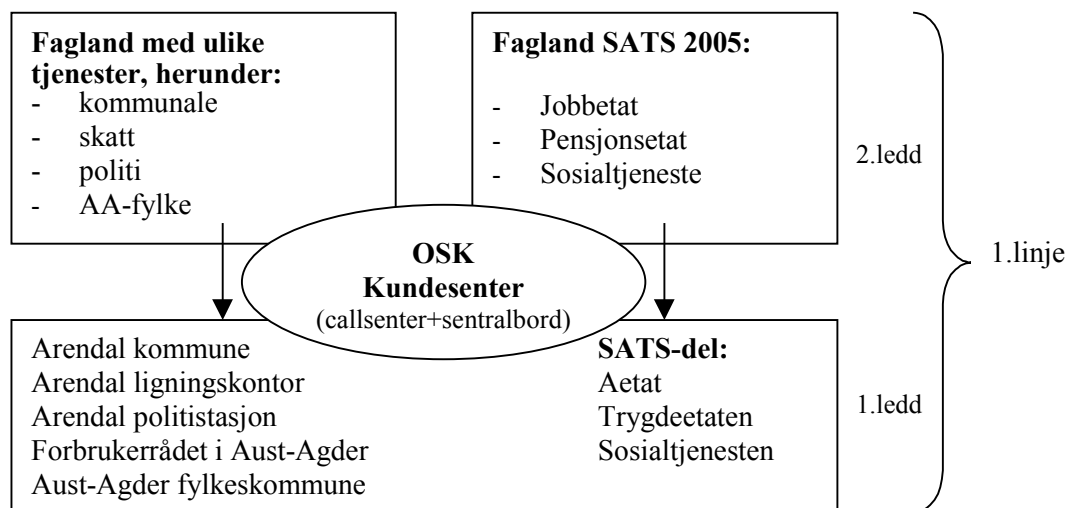 Fagland med ulike
tjenester, herunder:
- kommunale
- skatt
- politi
- AA-fylke
Fagland SATS 2005:
- Jobbetat
- Pensjonsetat
- Sosialtjeneste
2.ledd
OSK
Kundesenter
(callsenter+sentralbord)
1.linje
Arendal kommune
Arendal ligningskontor
Arendal politistasjon
Forbrukerrådet i Aust-Agder
Aust-Agder fylkeskommune
SATS-del:
Aetat
Trygdeetaten
Sosialtjenesten
1.ledd